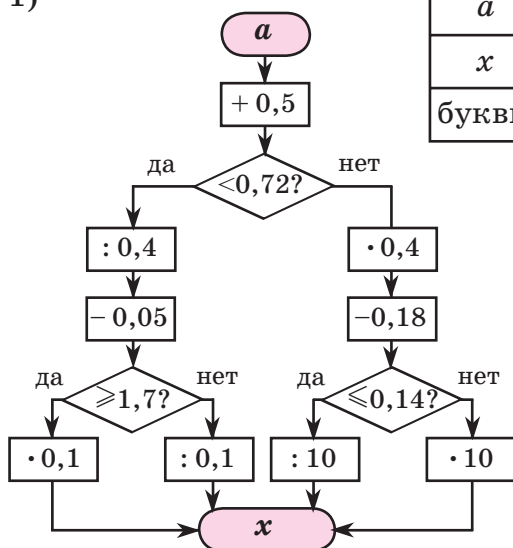 1)
a
a
x
буквы
+ 0,5
да
<0,72?
нет
: 0,4
· 0,4
– 0,05
–0,18
да
⩾1,7?
нет
да
⩽0,14?
нет
· 0,1
: 0,1
: 10
· 10
x